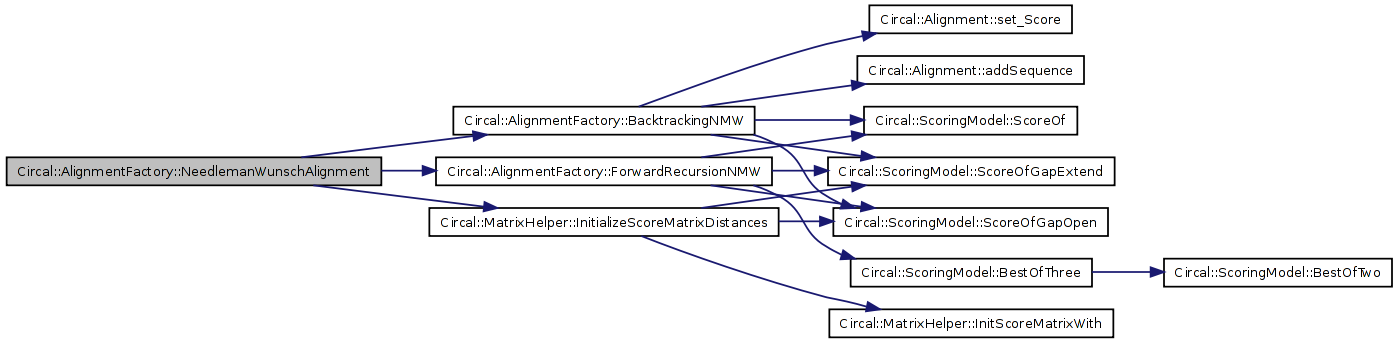 Circal::AlignmentFactory::NeedlemanWunschAlignment
Circal::AlignmentFactory::BacktrackingNMW
Circal::AlignmentFactory::ForwardRecursionNMW
Circal::MatrixHelper::InitializeScoreMatrixDistances
Circal::Alignment::set_Score
Circal::Alignment::addSequence
Circal::ScoringModel::ScoreOf
Circal::ScoringModel::ScoreOfGapExtend
Circal::ScoringModel::ScoreOfGapOpen
Circal::ScoringModel::BestOfThree
Circal::ScoringModel::BestOfTwo
Circal::MatrixHelper::InitScoreMatrixWith